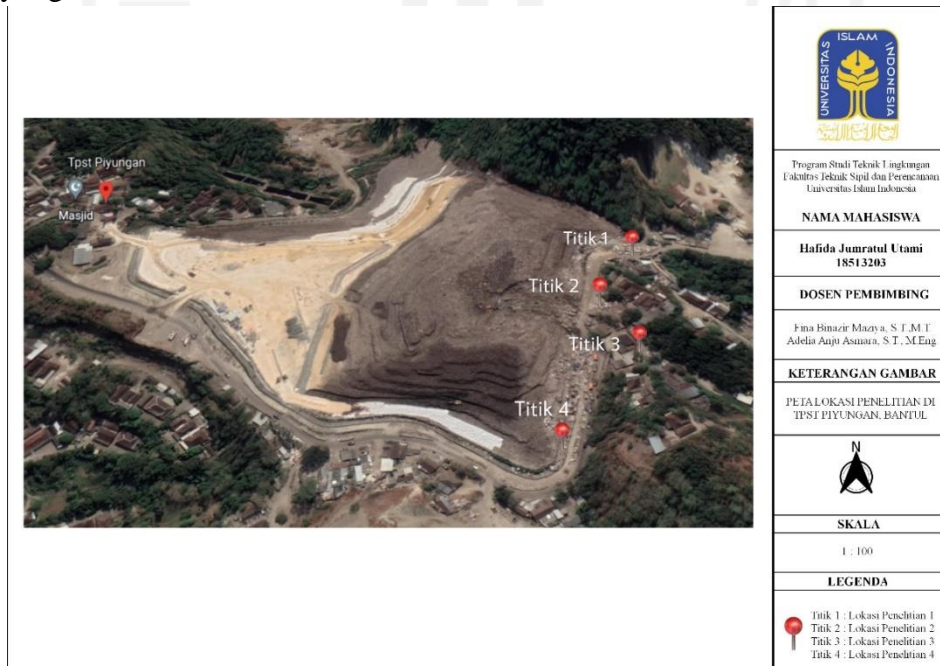 yang
Tpst Piyungan
Masjid
Titik 1
Titik 2
Titik 3
Titik 4
UNIVERSITAS ISLAM INDONESIA
Program Studi Teknik Lingkungan
Fakultas Teknik Sipil dan Perencanaan
Universitas Islam Indonesia
NAMA MAHASISWA
Hafida Jumratul Utami
18513203
DOSEN PEMBIMBING
Fina Binazir Maziya, S.T.,M.T.
Adelia Anju Asmara, S.T., M.Eng
KETERANGAN GAMBAR
PETA LOKASI PENELITIAN DI
TPST PIYUNGAN, BANTUL
N
SKALA
1 : 100
LEGENDA
Titik 1 : Lokasi Penelitian 1
Titik 2 : Lokasi Penelitian 2
Titik 3 : Lokasi Penelitian 3
Titik 4 : Lokasi Penelitian 4